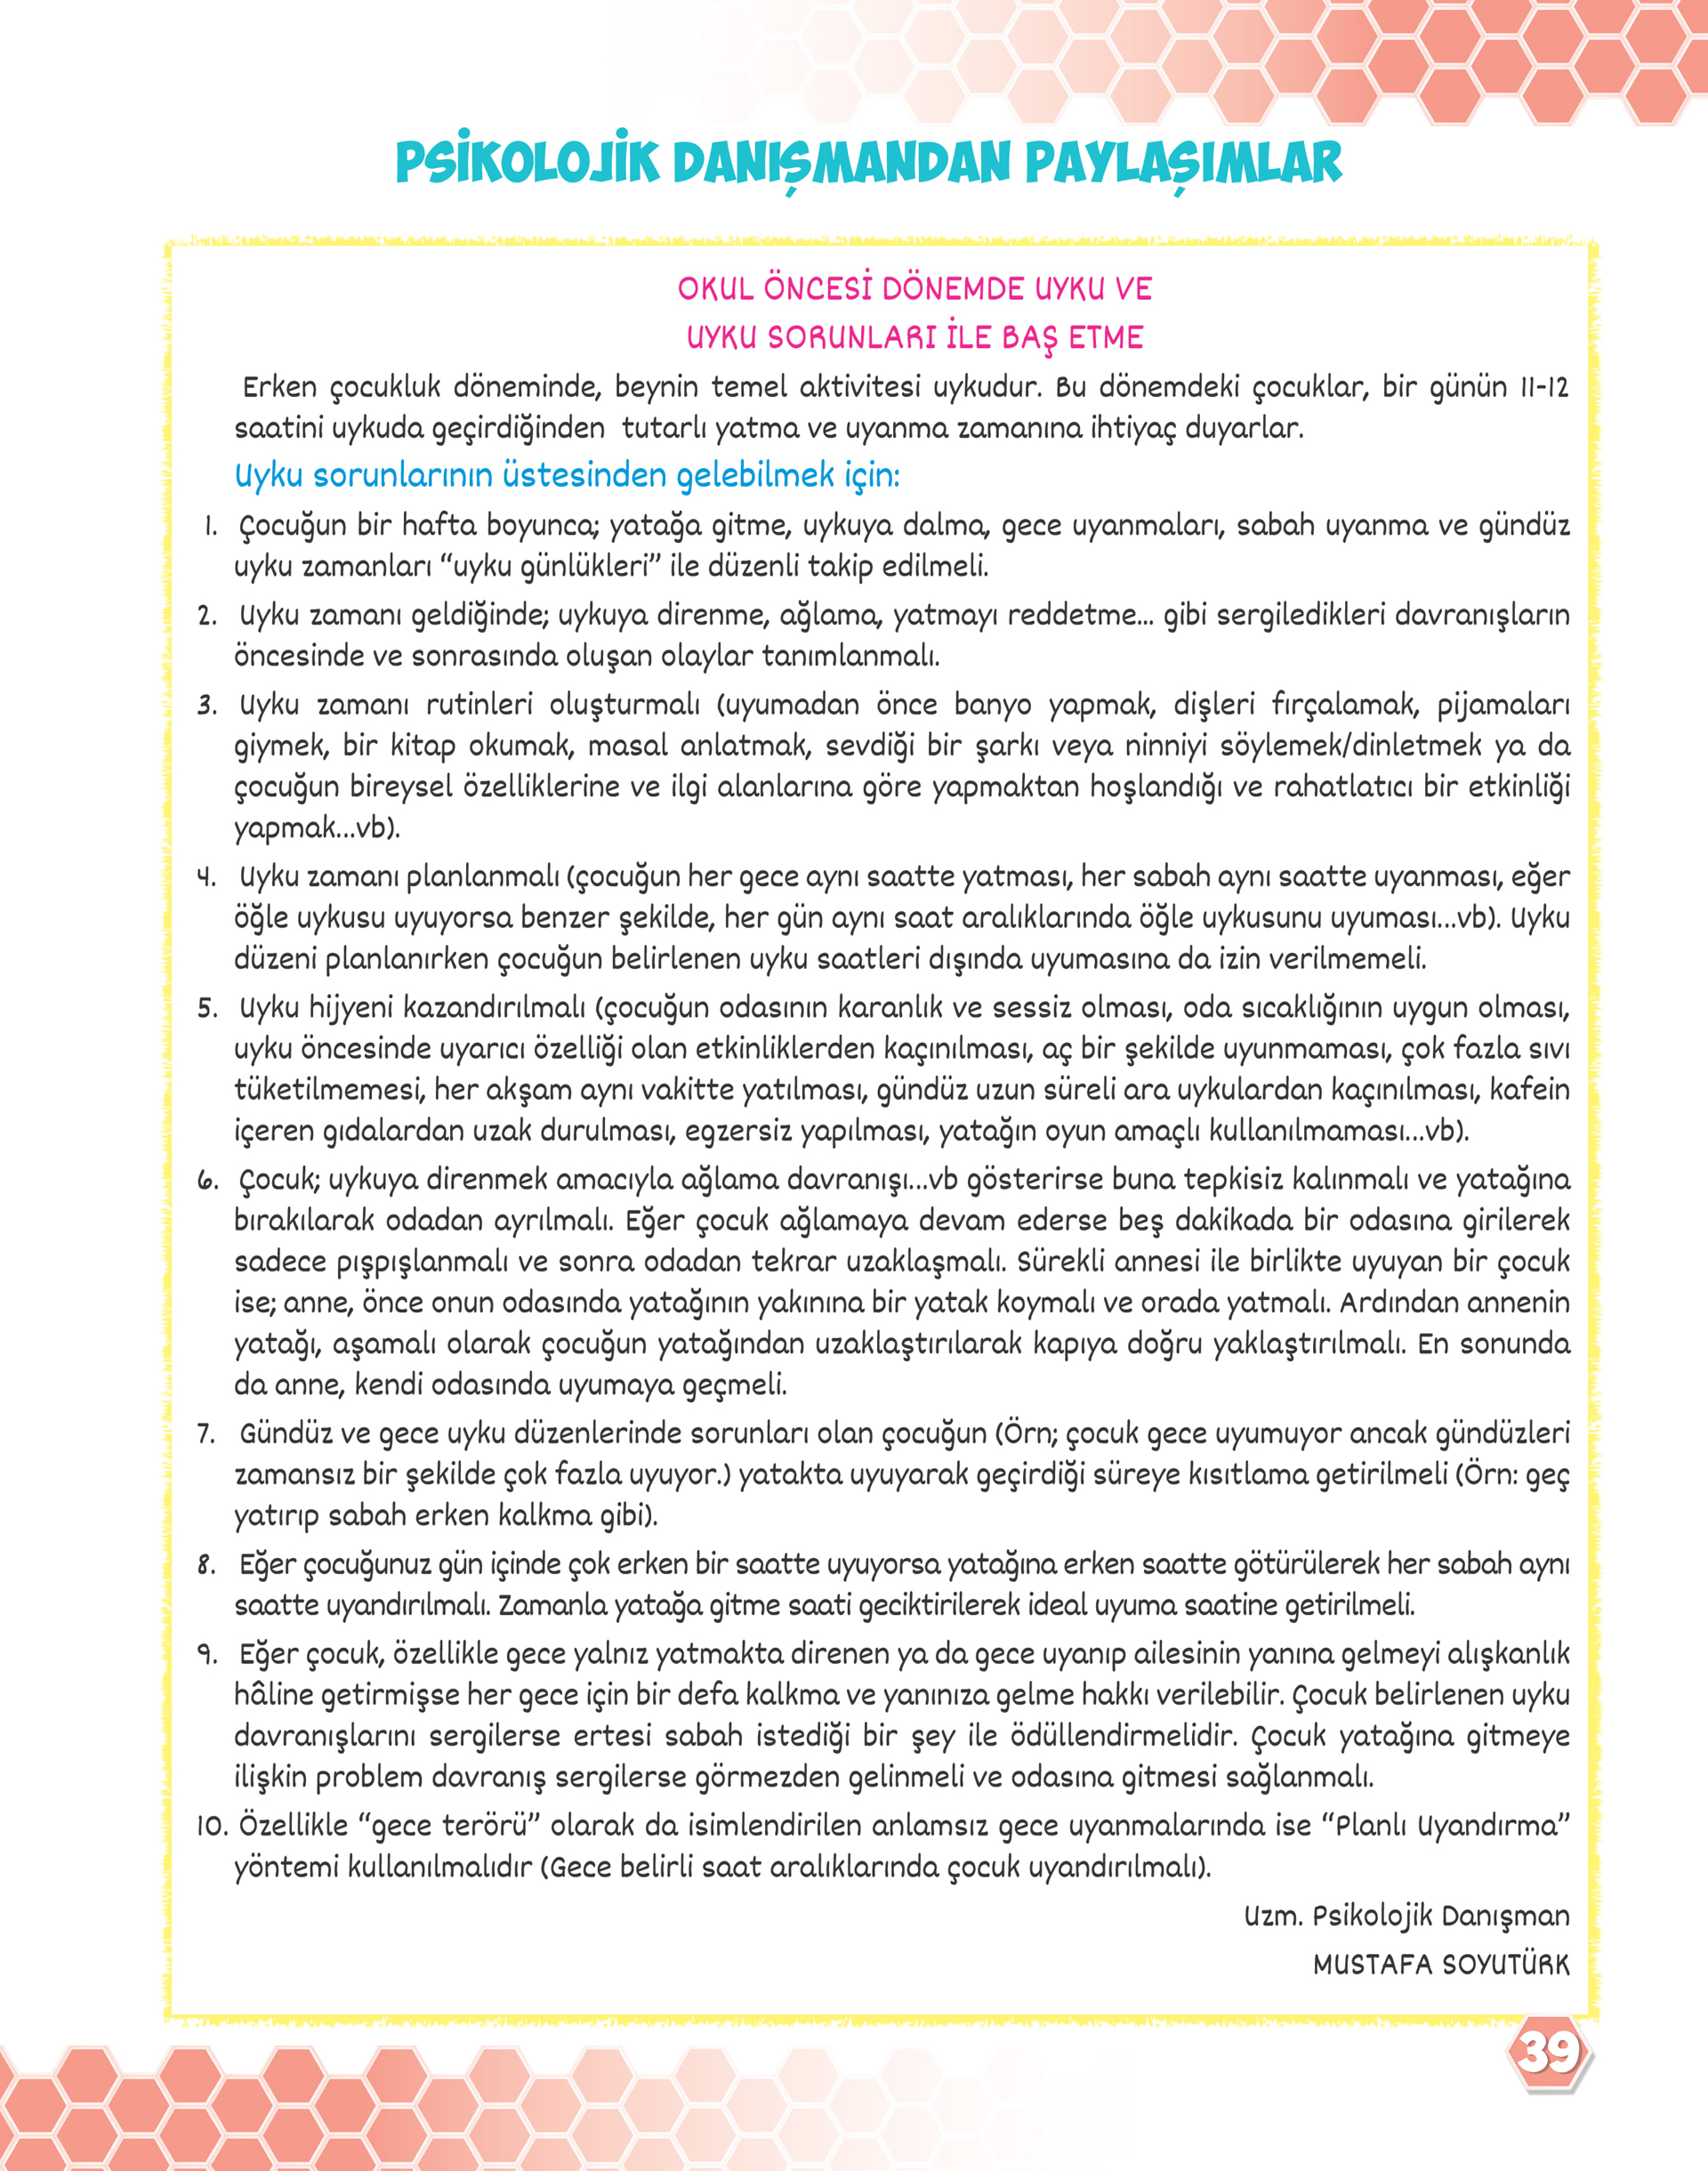 PSİKOLOJİK DANIŞMANDAN PAYLAŞIMLAR
OKUL ÖNCESİ DÖNEMDE UYKU VE
UYKU SORUNLARI İLE BAŞ ETME
Erken çocukluk döneminde, beynin temel aktivitesi uykudur. Bu dönemdeki çocuklar, bir günün 11-12
saatini uykuda geçirdiğinden tutarlı yatma ve uyanma zamanına ihtiyaç duyarlar.
Uyku sorunlarının üstesinden gelebilmek için:
1. Çocuğun bir hafta boyunca; yatağa gitme, uykuya dalma, gece uyanmaları, sabah uyanma ve gündüz
uyku zamanları “uyku günlükleri” ile düzenli takip edilmeli.
2. Uyku zamanı geldiğinde; uykuya direnme, ağlama, yatmayı reddetme... gibi sergiledikleri davranışların
öncesinde ve sonrasında oluşan olaylar tanımlanmalı.
3. Uyku zamanı rutinleri oluşturmalı (uyumadan önce banyo yapmak, dişleri fırçalamak, pijamaları
giymek, bir kitap okumak, masal anlatmak, sevdiği bir şarkı veya ninniyi söylemek/dinletmek ya da
çocuğun bireysel özelliklerine ve ilgi alanlarına göre yapmaktan hoşlandığı ve rahatlatıcı bir etkinliği
yapmak...vb).
4. Uyku zamanı planlanmalı (çocuğun her gece aynı saatte yatması, her sabah aynı saatte uyanması, eğer
öğle uykusu uyuyorsa benzer şekilde, her gün aynı saat aralıklarında öğle uykusunu uyuması...vb). Uyku
düzeni planlanırken çocuğun belirlenen uyku saatleri dışında uyumasına da izin verilmemeli.
5. Uyku hijyeni kazandırılmalı (çocuğun odasının karanlık ve sessiz olması, oda sıcaklığının uygun olması,
uyku öncesinde uyarıcı özelliği olan etkinliklerden kaçınılması, aç bir şekilde uyunmaması, çok fazla sıvı
tüketilmemesi, her akşam aynı vakitte yatılması, gündüz uzun süreli ara uykulardan kaçınılması, kafein
içeren gıdalardan uzak durulması, egzersiz yapılması, yatağın oyun amaçlı kullanılmaması...vb).
6. Çocuk; uykuya direnmek amacıyla ağlama davranışı...vb gösterirse buna tepkisiz kalınmalı ve yatağına
bırakılarak odadan ayrılmalı. Eğer çocuk ağlamaya devam ederse beş dakikada bir odasına girilerek
sadece pışpışlanmalı ve sonra odadan tekrar uzaklaşmalı. Sürekli annesi ile birlikte uyuyan bir çocuk
ise; anne, önce onun odasında yatağının yakınına bir yatak koymalı ve orada yatmalı. Ardından annenin
yatağı, aşamalı olarak çocuğun yatağından uzaklaştırılarak kapıya doğru yaklaştırılmalı. En sonunda
da anne, kendi odasında uyumaya geçmeli.
7. Gündüz ve gece uyku düzenlerinde sorunları olan çocuğun (Örn; çocuk gece uyumuyor ancak gündüzleri
zamansız bir şekilde çok fazla uyuyor.) yatakta uyuyarak geçirdiği süreye kısıtlama getirilmeli (Örn: geç
yatırıp sabah erken kalkma gibi).
8. Eğer çocuğunuz gün içinde çok erken bir saatte uyuyorsa yatağına erken saatte götürülerek her sabah aynı
saatte uyandırılmalı. Zamanla yatağa gitme saati geciktirilerek ideal uyuma saatine getirilmeli.
9. Eğer çocuk, özellikle gece yalnız yatmakta direnen ya da gece uyanıp ailesinin yanına gelmeyi alışkanlık
hâline getirmişse her gece için bir defa kalkma ve yanınıza gelme hakkı verilebilir. Çocuk belirlenen uyku
davranışlarını sergilerse ertesi sabah istediği bir şey ile ödüllendirmelidir. Çocuk yatağına gitmeye
ilişkin problem davranış sergilerse görmezden gelinmeli ve odasına gitmesi sağlanmalı.
10. Özellikle “gece terörü” olarak da isimlendirilen anlamsız gece uyanmalarında ise “Planlı Uyandırma”
yöntemi kullanılmalıdır (Gece belirli saat aralıklarında çocuk uyandırılmalı).
Uzm. Psikolojik Danışman
MUSTAFA SOYUTÜRK
39